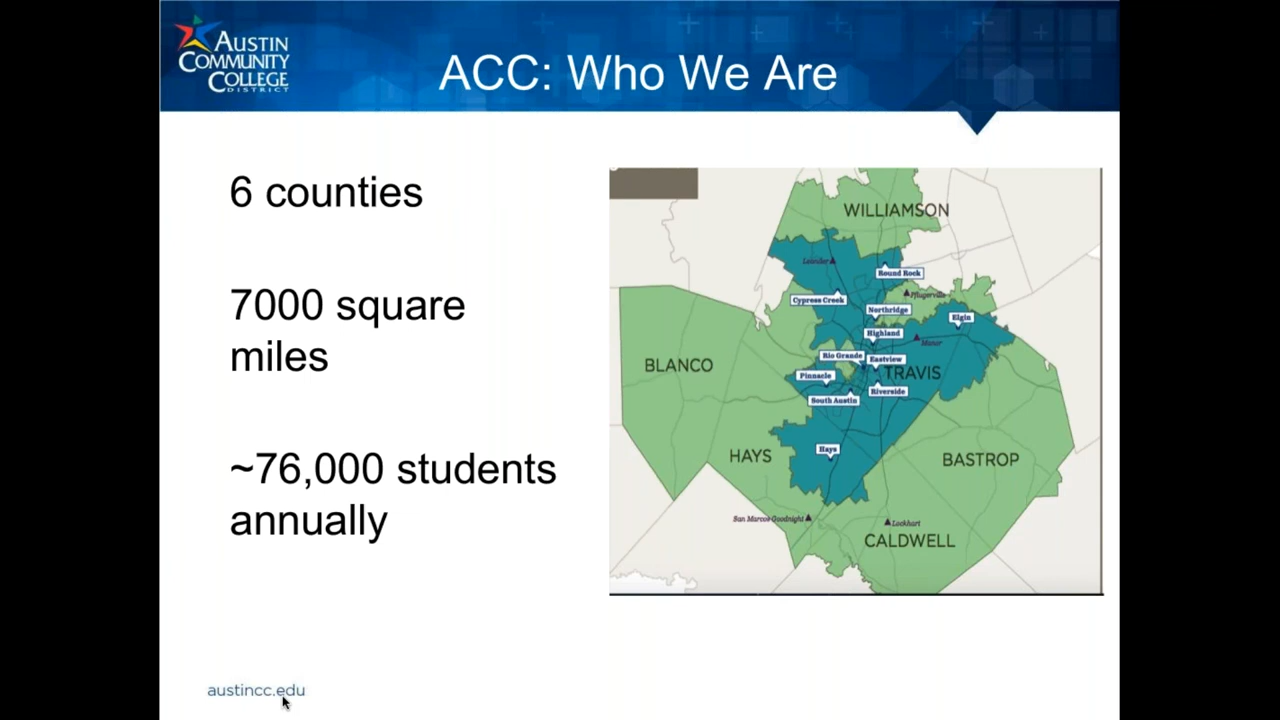 AUSTIN
COMMUNITY
COLLEGE
DISTRICT
ACC: Who We Are
6 counties
7000 square
miles
~76,000 students
annually
WILLIAMSON
Leander
Round Rock
Cypress Creek
Pflugerville
Northridge
Elgin
Highland
Manor
Rio Grande
Eastview
BLANCO
Pinnacle
TRAVIS
Riverside
South Austin
Hays
HAYS
BASTROP
San Marcos Goodnight
Lockhart
CALDWELL
austincc.edu